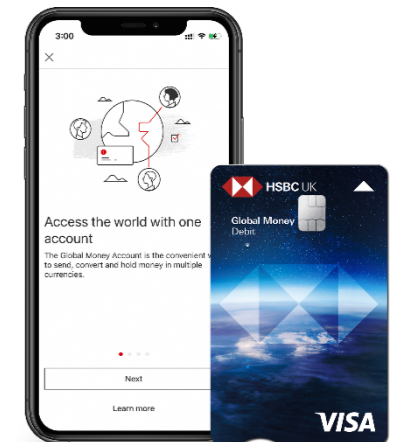 3:00
Access the world with one
account
The Global Money Account is the convenient
to send, convert and hold money in multiple
currencies.
Next
Learn more
HSBC UK
Global Money
Debit
VISA